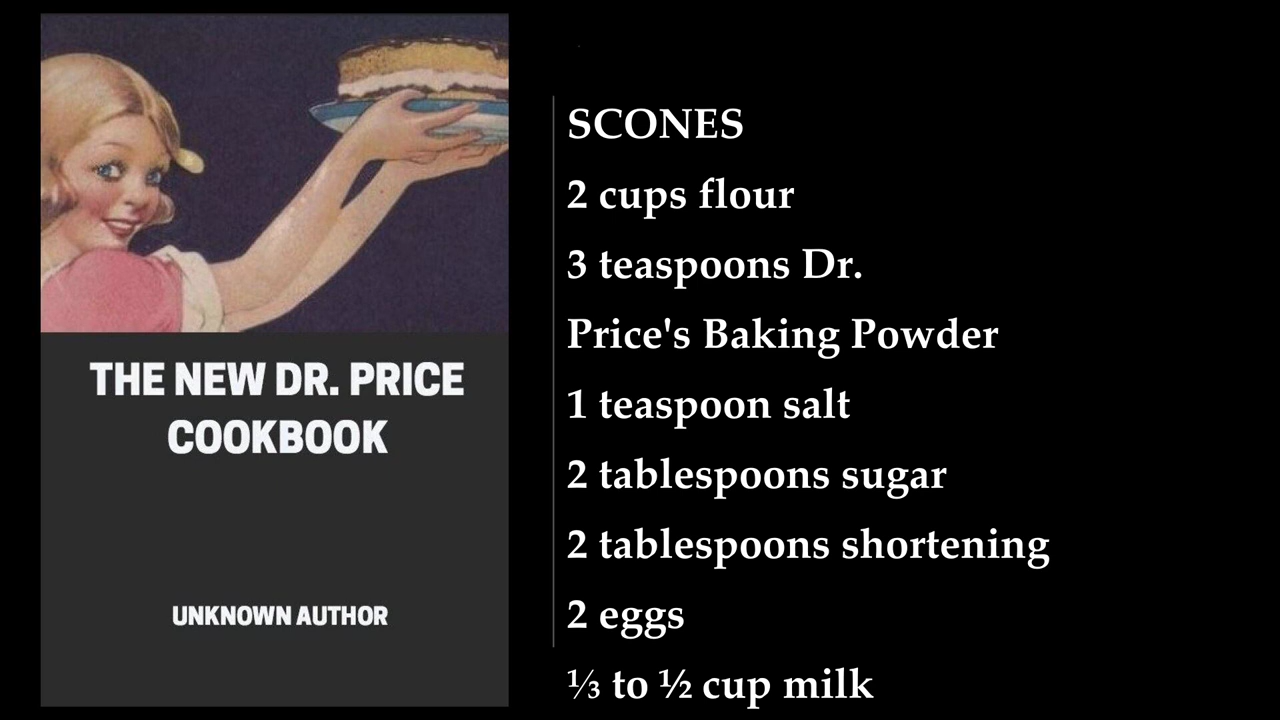 THE NEW DR. PRICE
COOKBOOK
UNKNOWN AUTHOR
SCONES
2 cups flour
3 teaspoons Dr.
Price's Baking Powder
1 teaspoon salt
2 tablespoons sugar
2 tablespoons shortening
2 eggs
⅓ to ½ cup milk